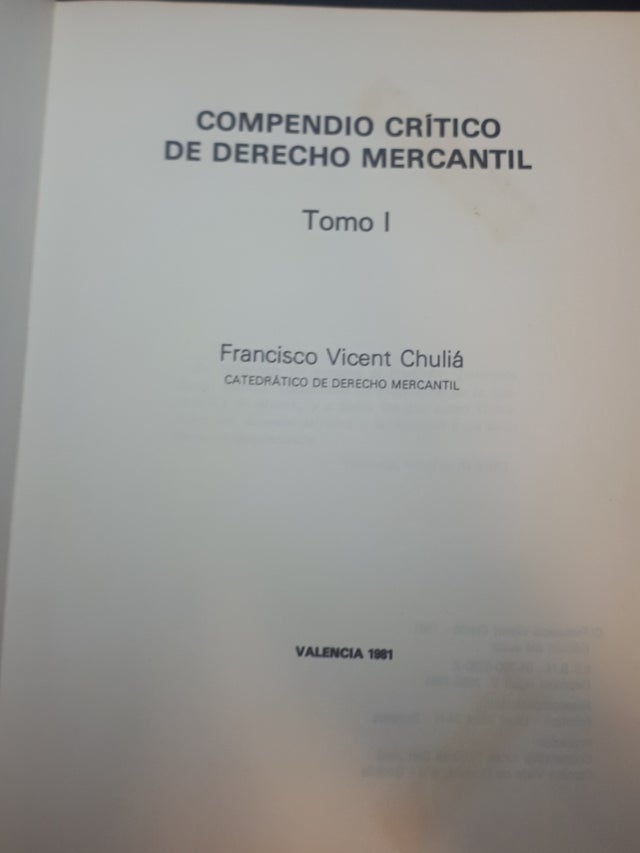 COMPENDIO CRÍTICO
DE DERECHO MERCANTIL
Tomo I
Francisco Vicent Chuliá
CATEDRÁTICO DE DERECHO MERCANTIL
VALENCIA 1981